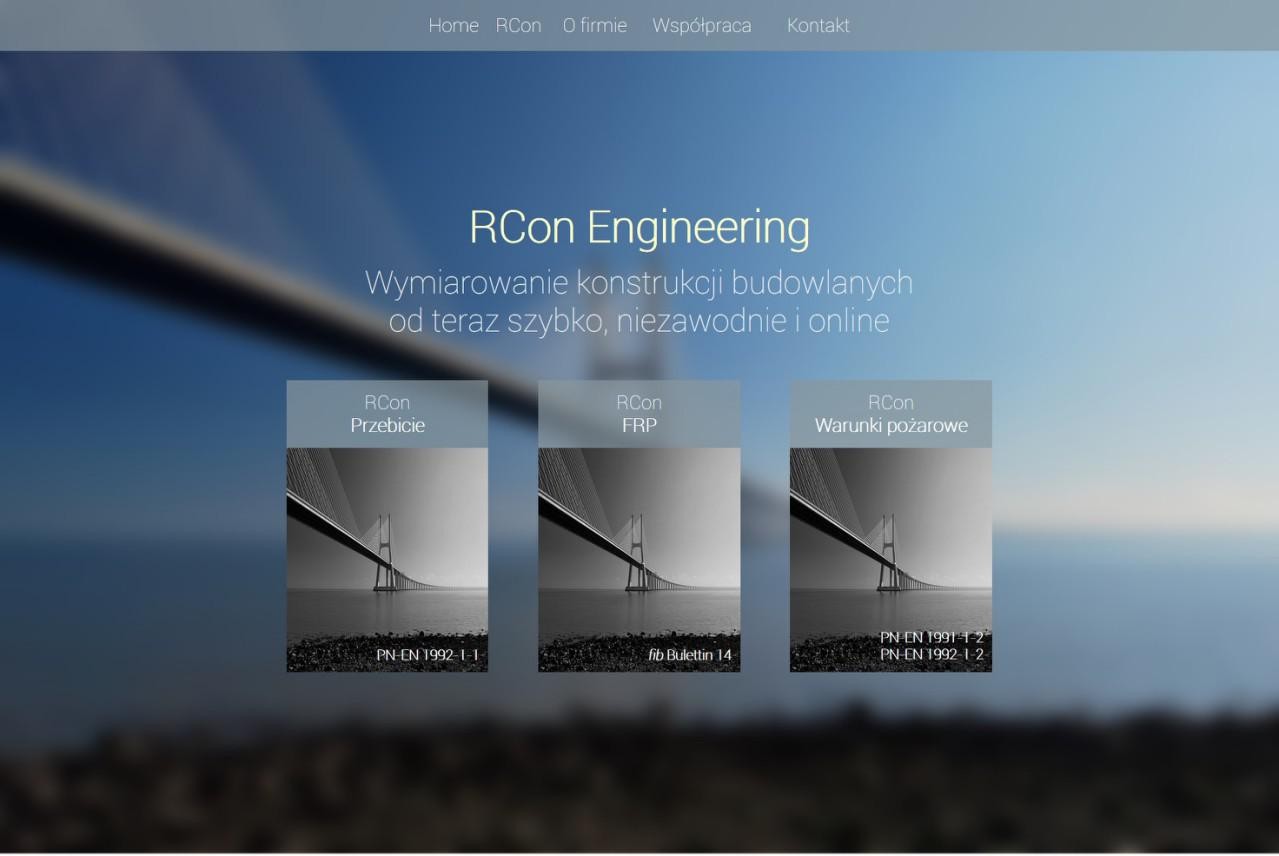 Home RCon O firmie Współpraca Kontakt
RCon Engineering
Wymiarowanie konstrukcji budowlanych
od teraz szybko, niezawodnie i online
RCon
Przebicie
PN-EN 1992-1-1
RCon
FRP
fib Bulettin 14
RCon
Warunki pożarowe
PN-EN 1991-1-2
PN-EN 1992-1-2